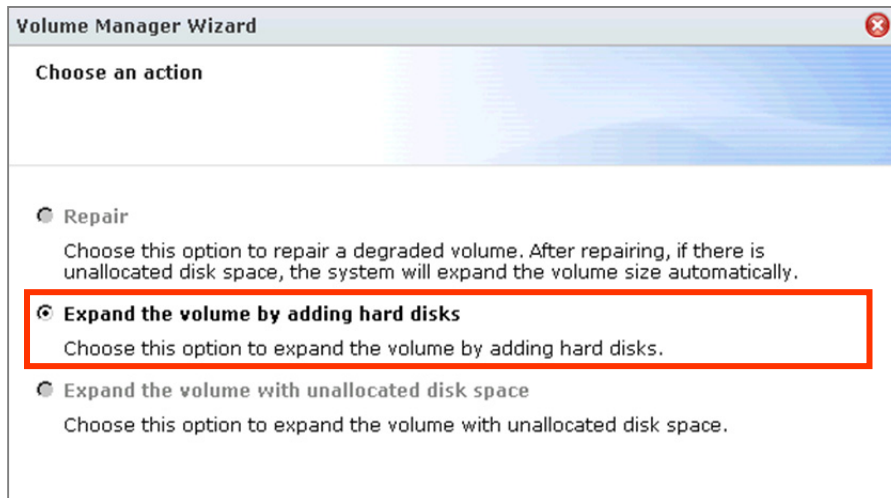 Volume Manager Wizard
Choose an action
Repair
Choose this option to repair a degraded volume. After repairing, if there is
unallocated disk space, the system will expand the volume size automatically.
Expand the volume by adding hard disks
Choose this option to expand the volume by adding hard disks.
Expand the volume with unallocated disk space
Choose this option to expand the volume with unallocated disk space.